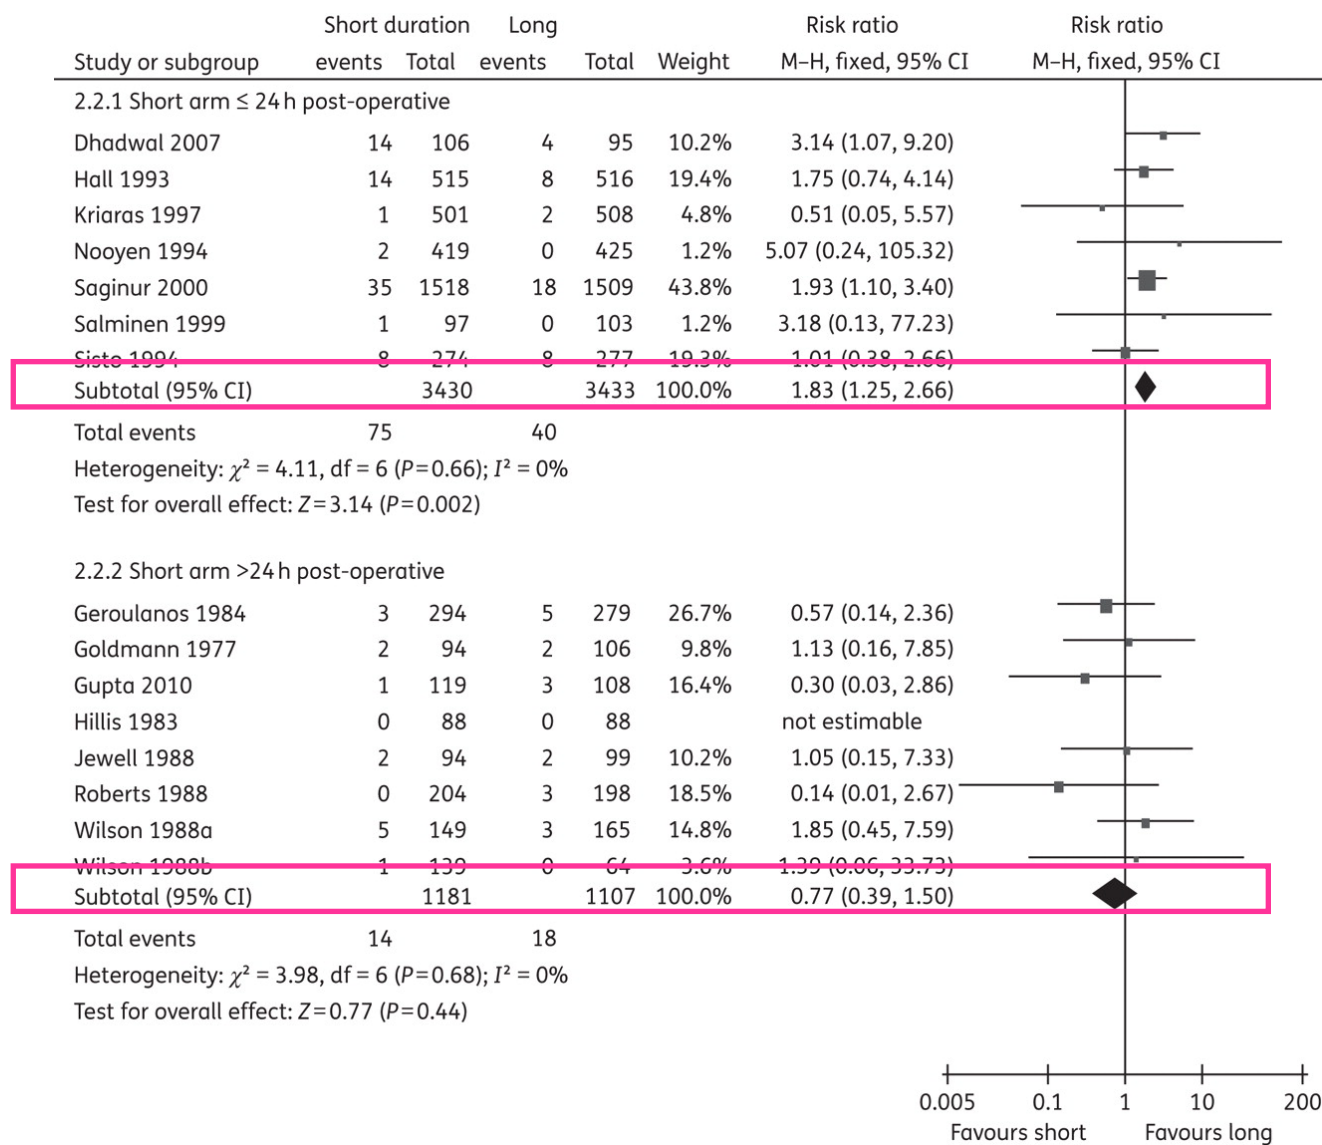 Short duration Long Risk ratio Risk ratio
Study or subgroup events Total events Total Weight M–H, fixed, 95% CI M–H, fixed, 95% CI
2.2.1 Short arm ≤ 24 h post-operative
Dhadwal 2007 14 106 4 95 10.2% 3.14 (1.07, 9.20)
Hall 1993 14 515 8 516 19.4% 1.75 (0.74, 4.14)
Kriaras 1997 1 501 2 508 4.8% 0.51 (0.05, 5.57)
Nooyen 1994 2 419 0 425 1.2% 5.07 (0.24, 105.32)
Saginur 2000 35 1518 18 1509 43.8% 1.93 (1.10, 3.40)
Salminen 1999 1 97 0 103 1.2% 3.18 (0.13, 77.23)
Sisto 1994 8 274 8 277 19.3% 1.01 (0.38, 2.66)
Subtotal (95% CI) 3430 3433 100.0% 1.83 (1.25, 2.66)
Total events 75 40
Heterogeneity: χ² = 4.11, df = 6 (P=0.66); I² = 0%
Test for overall effect: Z=3.14 (P=0.002)
2.2.2 Short arm >24 h post-operative
Geroulanos 1984 3 294 5 279 26.7% 0.57 (0.14, 2.36)
Goldmann 1977 2 94 2 106 9.8% 1.13 (0.16, 7.85)
Gupta 2010 1 119 3 108 16.4% 0.30 (0.03, 2.86)
Hillis 1983 0 88 0 88 not estimable
Jewell 1988 2 94 2 99 10.2% 1.05 (0.15, 7.33)
Roberts 1988 0 204 3 198 18.5% 0.14 (0.01, 2.67)
Wilson 1988a 5 149 3 165 14.8% 1.85 (0.45, 7.59)
Wilson 1988b 1 139 0 64 3.6% 1.39 (0.06, 33.73)
Subtotal (95% CI) 1181 1107 100.0% 0.77 (0.39, 1.50)
Total events 14 18
Heterogeneity: χ² = 3.98, df = 6 (P=0.68); I² = 0%
Test for overall effect: Z=0.77 (P=0.44)
0.005 0.1 1 10 200
Favours short Favours long